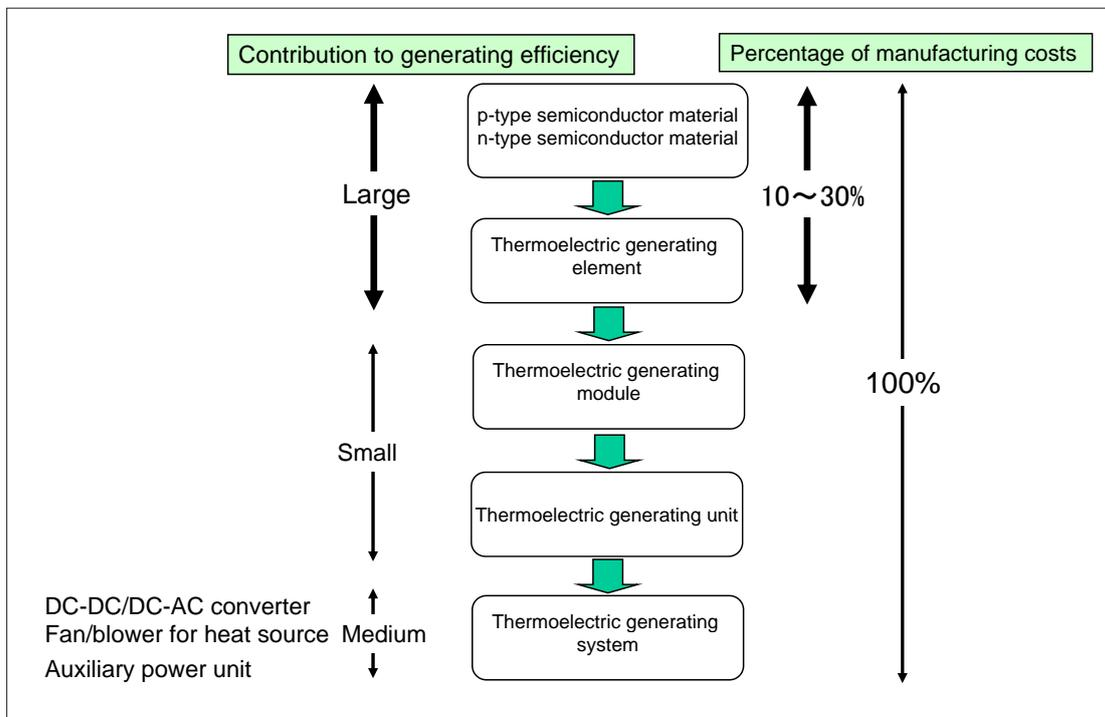 Contribution to generating efficiency
Percentage of manufacturing costs
p-type semiconductor material
n-type semiconductor material
Large
10～30%
Thermoelectric generating
element
Thermoelectric generating
module
100%
Small
Thermoelectric generating unit
DC-DC/DC-AC converter
Fan/blower for heat source
Auxiliary power unit
Medium
Thermoelectric generating
system